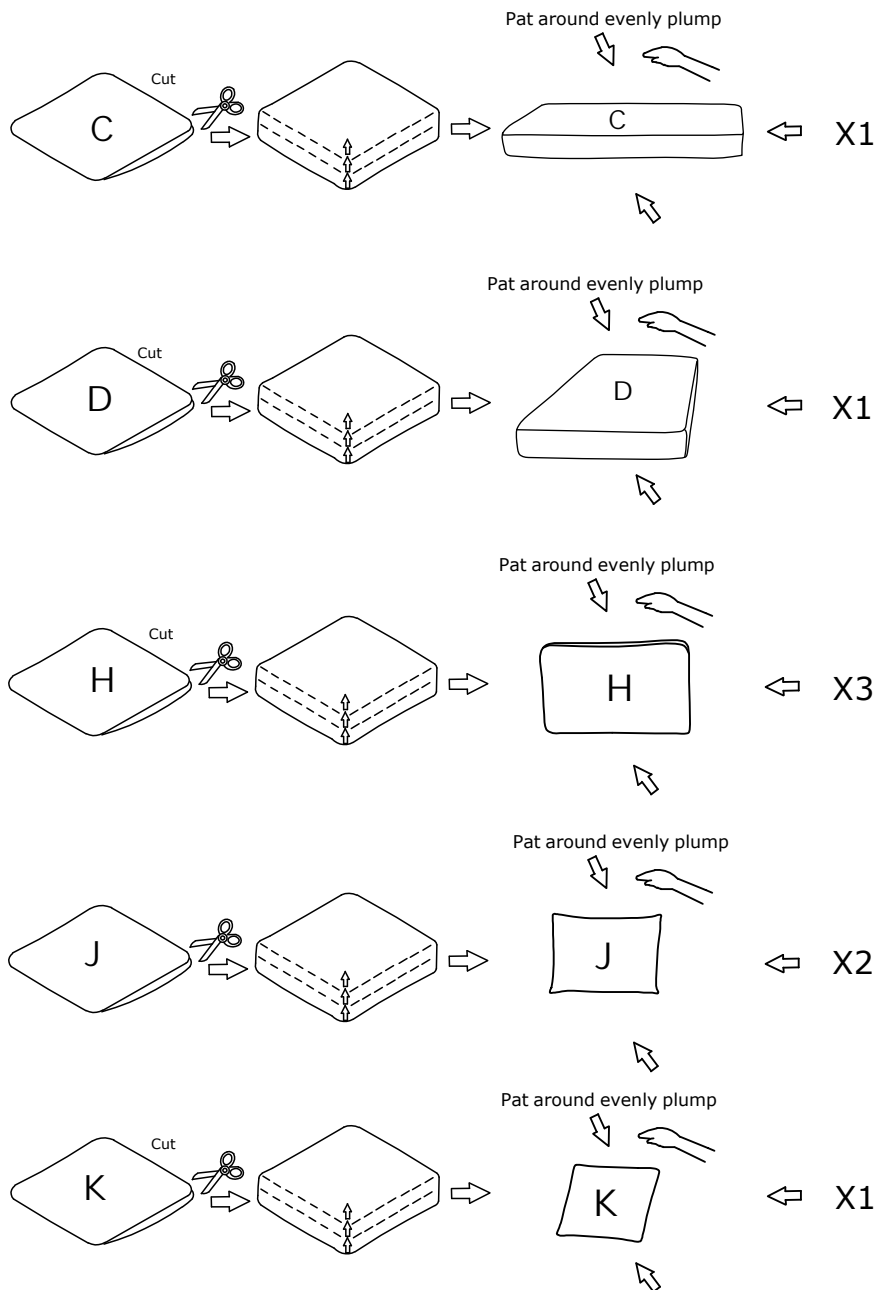 Pat around evenly plump
Cut
C
C
X1
Pat around evenly plump
Cut
D
D
X1
Pat around evenly plump
Cut
H
H
X3
Pat around evenly plump
J
J
X2
Pat around evenly plump
Cut
K
K
X1